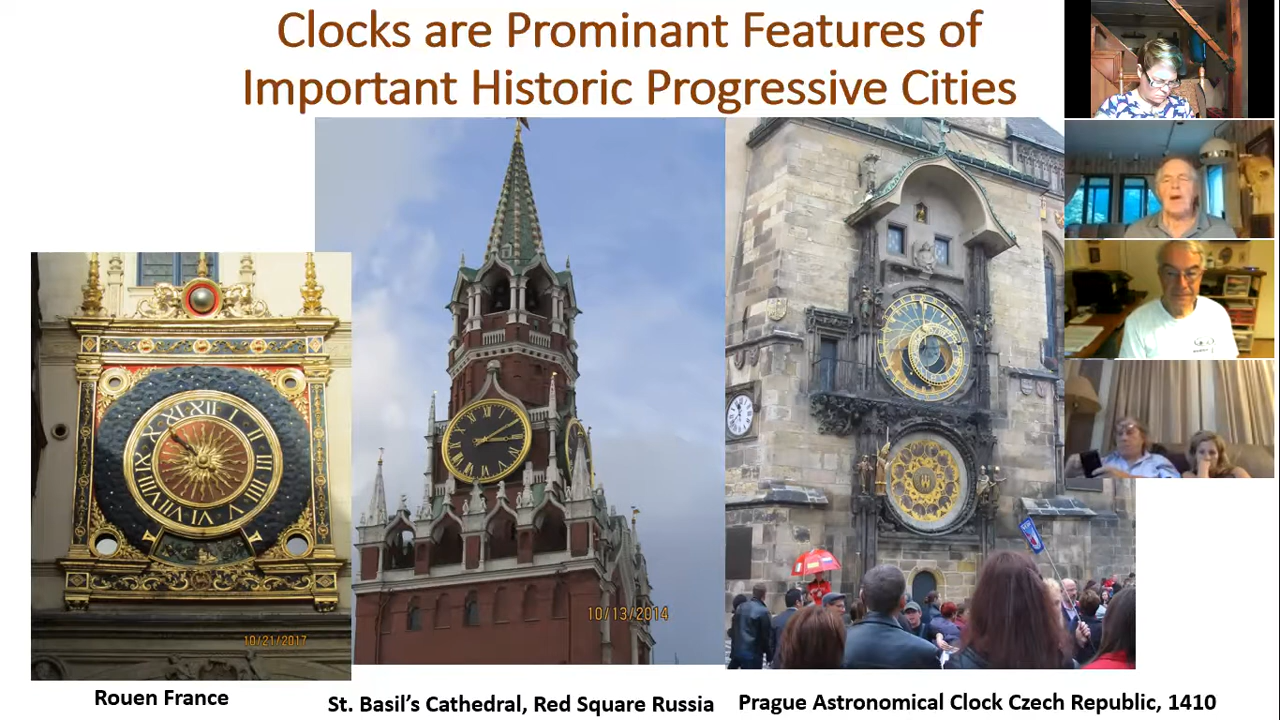 Clocks are Prominant Features of
Important Historic Progressive Cities
10/21/2017
10/13/2014
Rouen France
St. Basil's Cathedral, Red Square Russia
Prague Astronomical Clock Czech Republic, 1410